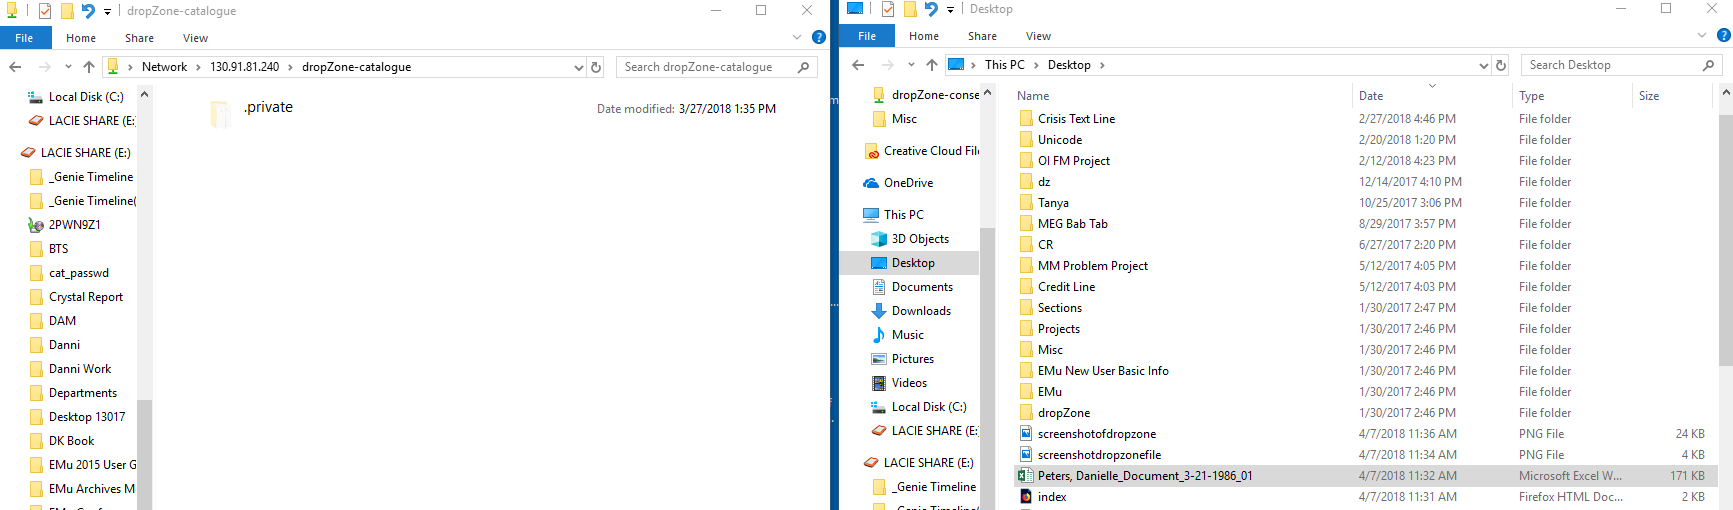 dropZone-catalogue
File Home Share View
Network 130.91.81.240 dropZone-catalogue
Search dropZone-catalogue
Local Disk (C:)
LACIE SHARE (E:
LACIE SHARE (E:)
_Genie Timeline
_Genie Timeline(
2PWN9Z1
BTS
cat_passwd
Crystal Report
DAM
Danni
Danni Work
Departments
Desktop 13017
DK Book
EMu 2015 User G
EMu Archives M
.private Date modified: 3/27/2018 1:35 PM
Desktop
File Home Share View
This PC Desktop
Search Desktop
dropZone-conse
Misc
Creative Cloud Fil
OneDrive
This PC
3D Objects
Desktop
Documents
Downloads
Music
Pictures
Videos
Local Disk (C:)
LACIE SHARE (E:
LACIE SHARE (E:)
_Genie Timeline
Name Date Type Size
Crisis Text Line 2/27/2018 4:46 PM File folder
Unicode 2/20/2018 1:20 PM File folder
OI FM Project 2/12/2018 4:23 PM File folder
dz 12/14/2017 4:10 PM File folder
Tanya 10/25/2017 3:06 PM File folder
MEG Bab Tab 8/29/2017 3:57 PM File folder
CR 6/27/2017 2:20 PM File folder
MM Problem Project 5/12/2017 4:05 PM File folder
Credit Line 5/12/2017 4:03 PM File folder
Sections 1/30/2017 2:47 PM File folder
Projects 1/30/2017 2:46 PM File folder
Misc 1/30/2017 2:46 PM File folder
EMu New User Basic Info 1/30/2017 2:46 PM File folder
EMu 1/30/2017 2:46 PM File folder
dropZone 1/30/2017 2:46 PM File folder
screenshotofdropzone 4/7/2018 11:36 AM PNG File 24 KB
screenshotdropzonefile 4/7/2018 11:34 AM PNG File 4 KB
Peters, Danielle_Document_3-21-1986_01 4/7/2018 11:32 AM Microsoft Excel W... 171 KB
index 4/7/2018 11:31 AM Firefox HTML Doc... 2 KB